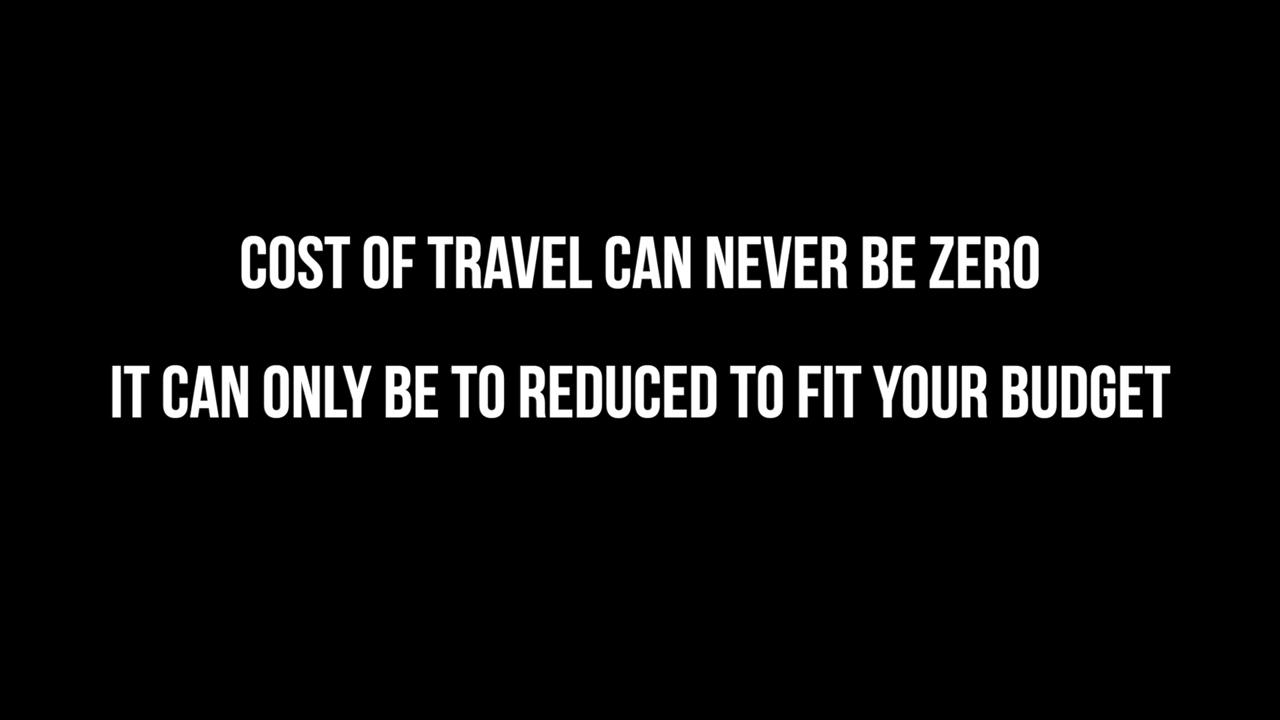 COST OF TRAVEL CAN NEVER BE ZERO
IT CAN ONLY BE TO REDUCED TO FIT YOUR BUDGET